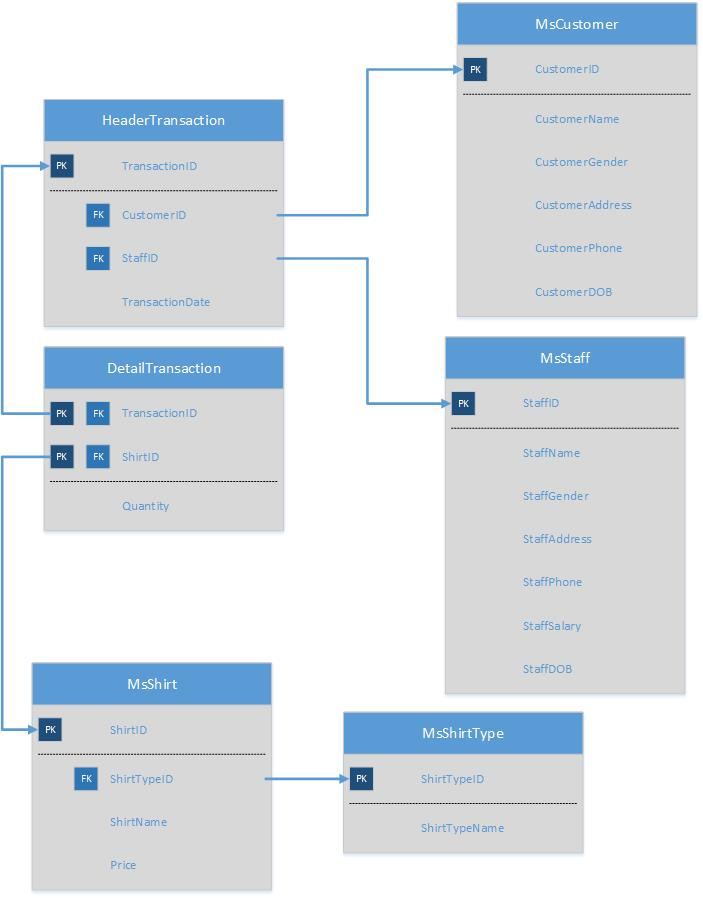 MsCustomer
PK CustomerID
CustomerName
CustomerGender
CustomerAddress
CustomerPhone
CustomerDOB
HeaderTransaction
PK TransactionID
FK CustomerID
FK StaffID
TransactionDate
MsStaff
PK StaffID
StaffName
StaffGender
StaffAddress
StaffPhone
StaffSalary
StaffDOB
DetailTransaction
PK FK TransactionID
PK FK ShirtID
Quantity
MsShirt
PK ShirtID
FK ShirtTypeID
ShirtName
Price
MsShirtType
PK ShirtTypeID
ShirtTypeName